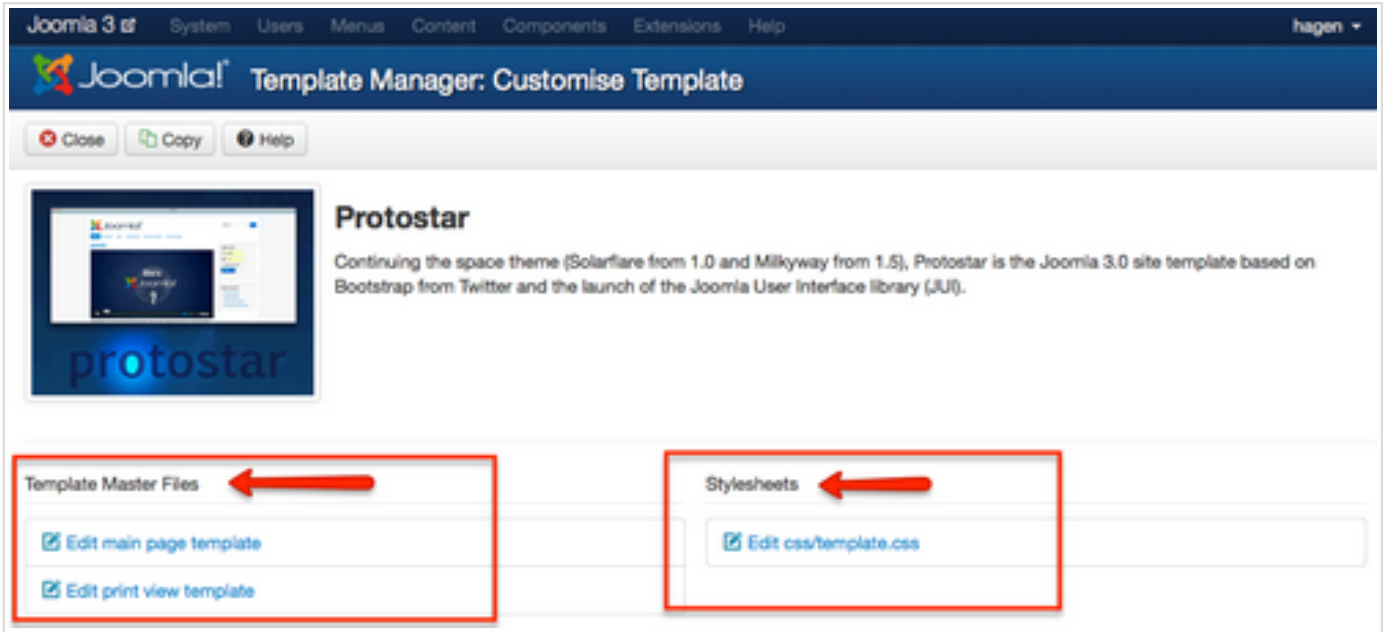 Joomla 3 System Users Menus Content Components Extensions Help hagen
Joomla! Template Manager: Customise Template
Close Copy Help
Protostar
Continuing the space theme (Solarflare from 1.0 and Milkyway from 1.5), Protostar is the Joomla 3.0 site template based on
Bootstrap from Twitter and the launch of the Joomla User Interface library (JUI).
protostar
Template Master Files
Stylesheets
Edit main page template
Edit css/template.css
Edit print view template